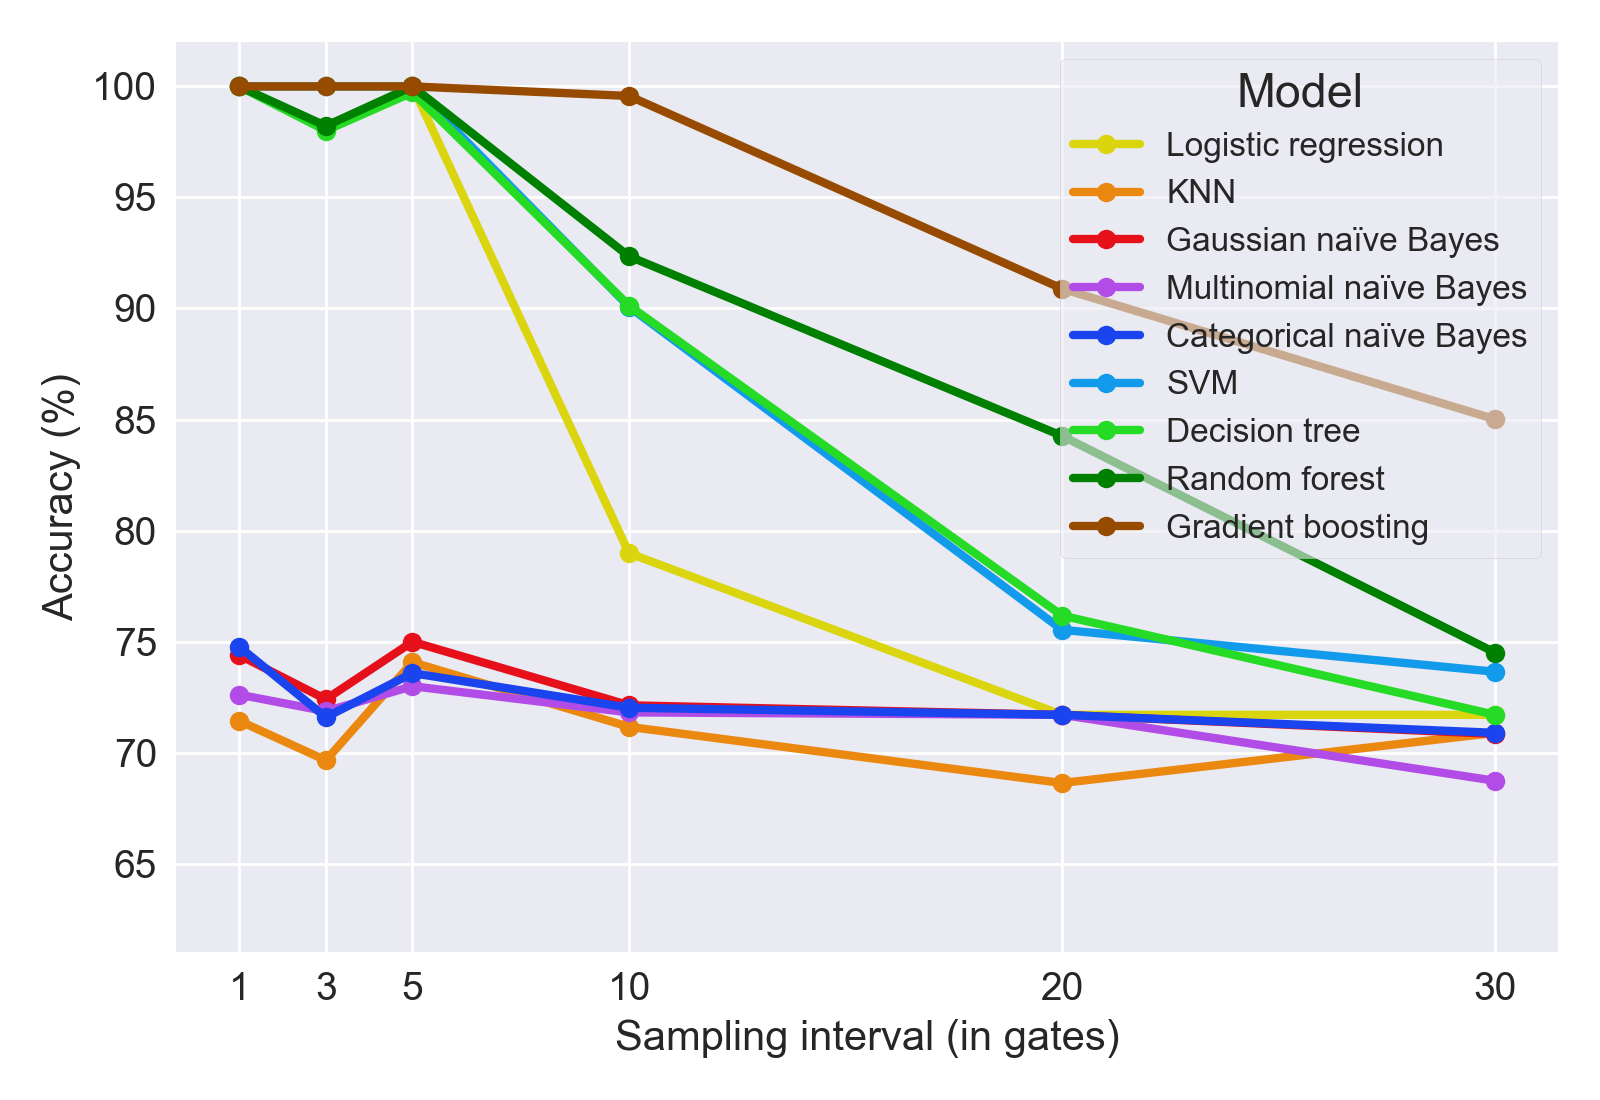 100
95
90
85
80
75
70
65
Accuracy (%)
1 3 5 10 20 30
Sampling interval (in gates)
Model
Logistic regression
KNN
Gaussian naïve Bayes
Multinomial naïve Bayes
Categorical naïve Bayes
SVM
Decision tree
Random forest
Gradient boosting